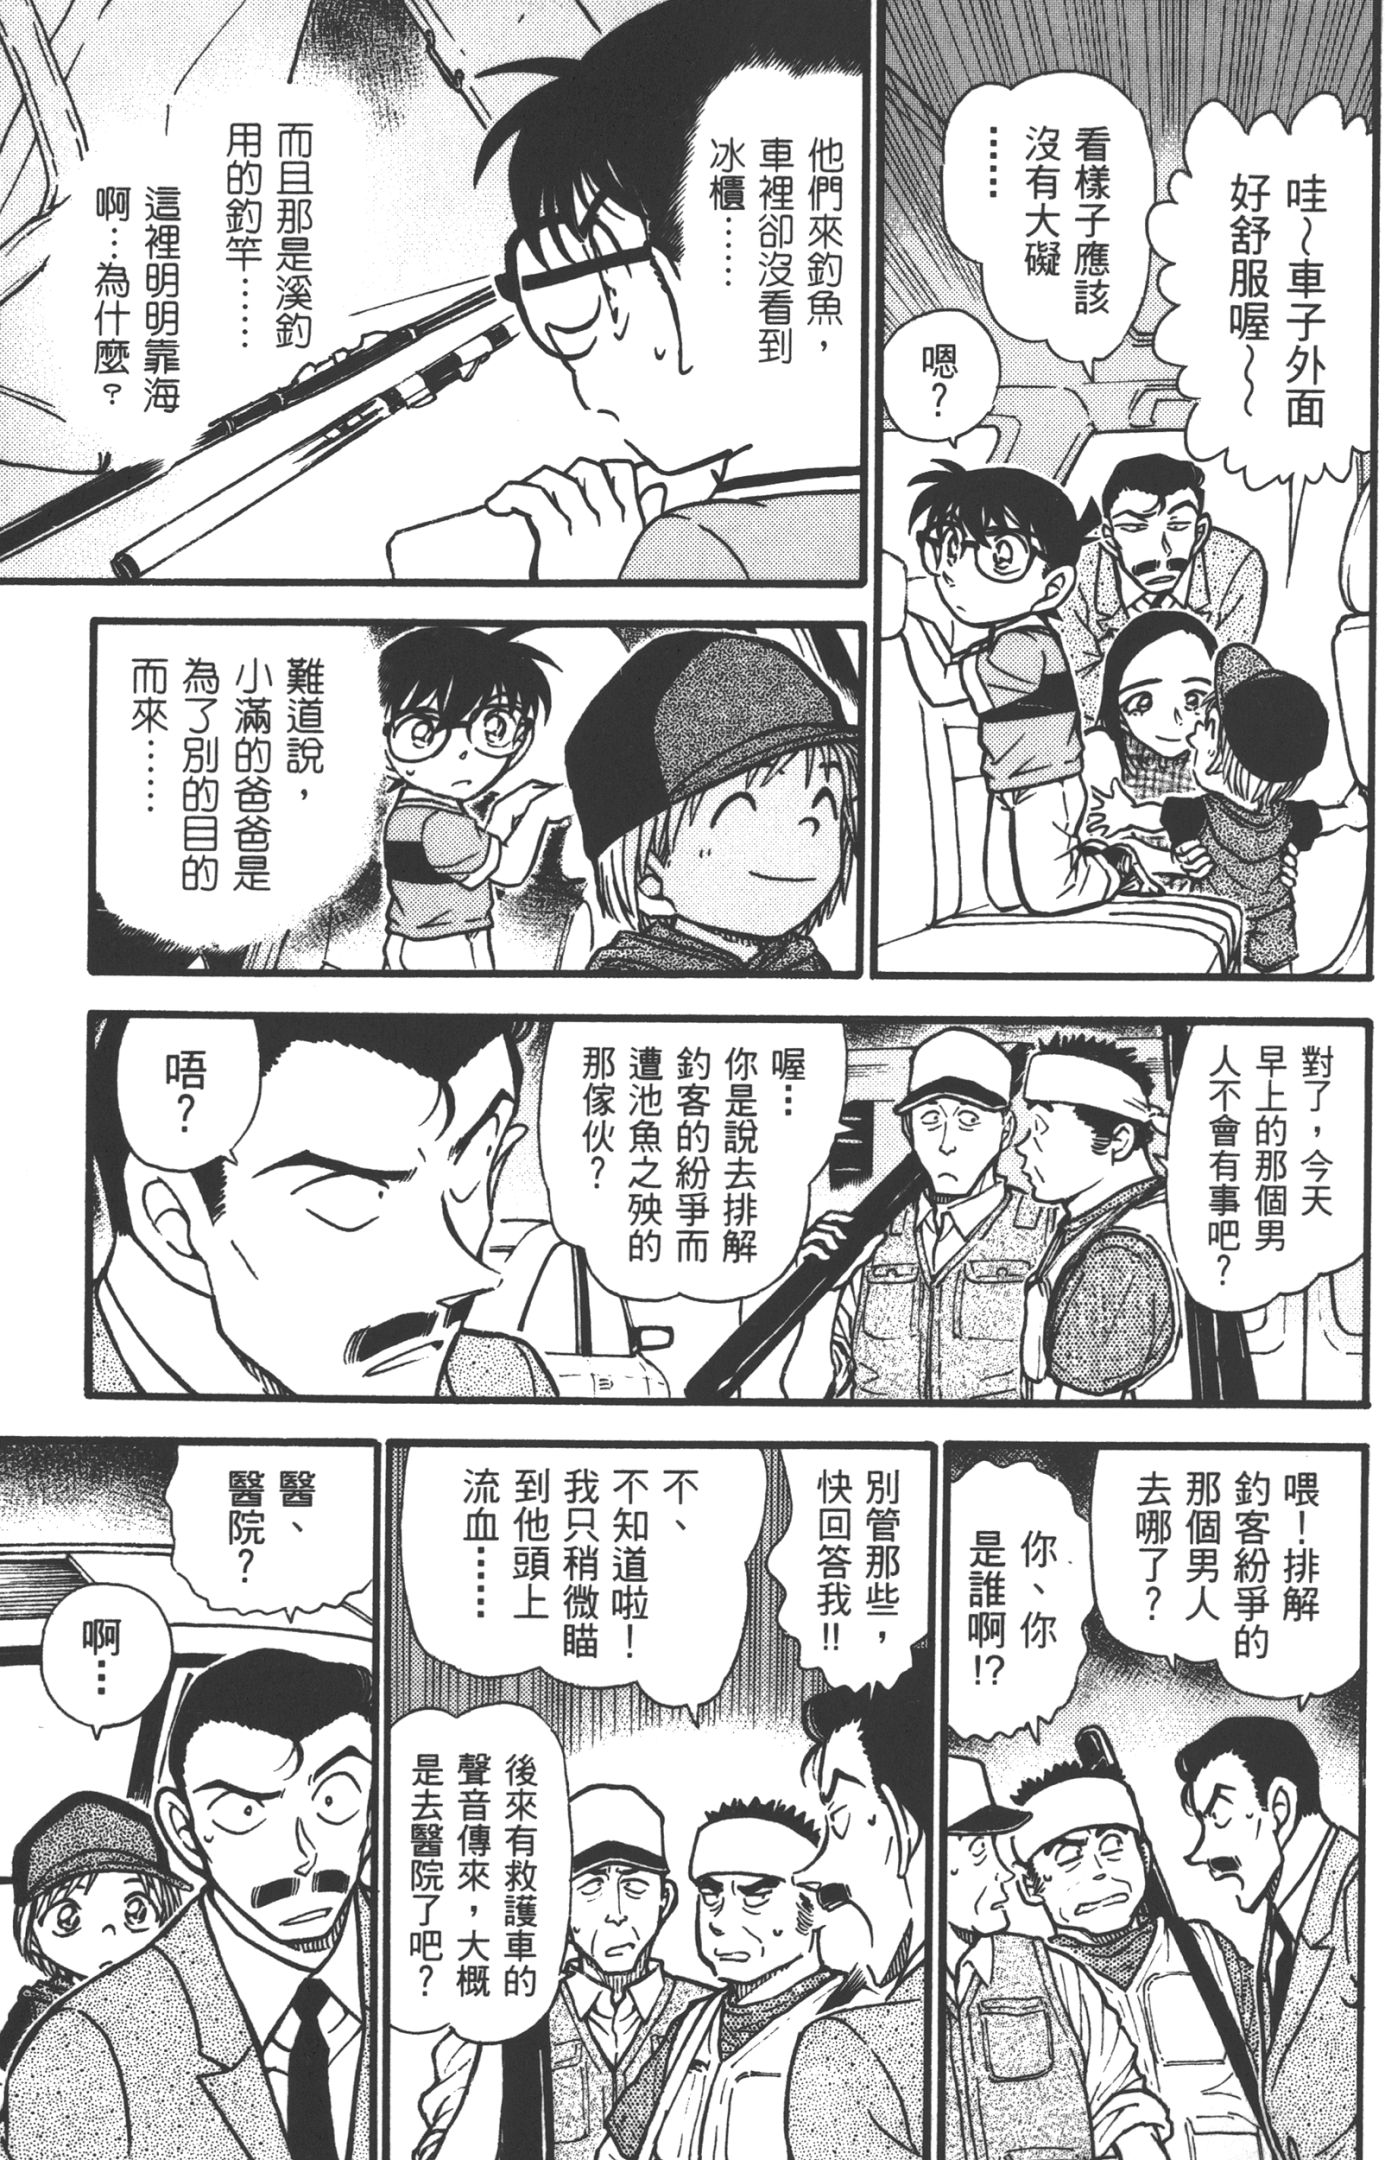 哇～車子外面
好舒服喔～～
看樣子應該
沒有大礙
……
嗯？
他們來釣魚，
車裡卻沒看到
冰櫃……
而且那是溪釣
用的釣竿……
這裡明明靠海
啊…為什麼？
難道說，
小滿的爸爸是
為了別的目的
而來……
對了，今天
早上的那個男
人不會有事吧？
喔…
你是說去排解
釣客的紛爭而
遭池魚之殃的
那傢伙？
唔？
喂！排解
釣客紛爭的
那個男人
去哪了？
你、你
是誰啊!?
別管那些，
快回答我!!
不、
不知道啦！
我只稍微瞄
到他頭上
流血……
後來有救護車的
聲音傳來，大概
是去醫院了吧？
醫、
醫院？
啊…